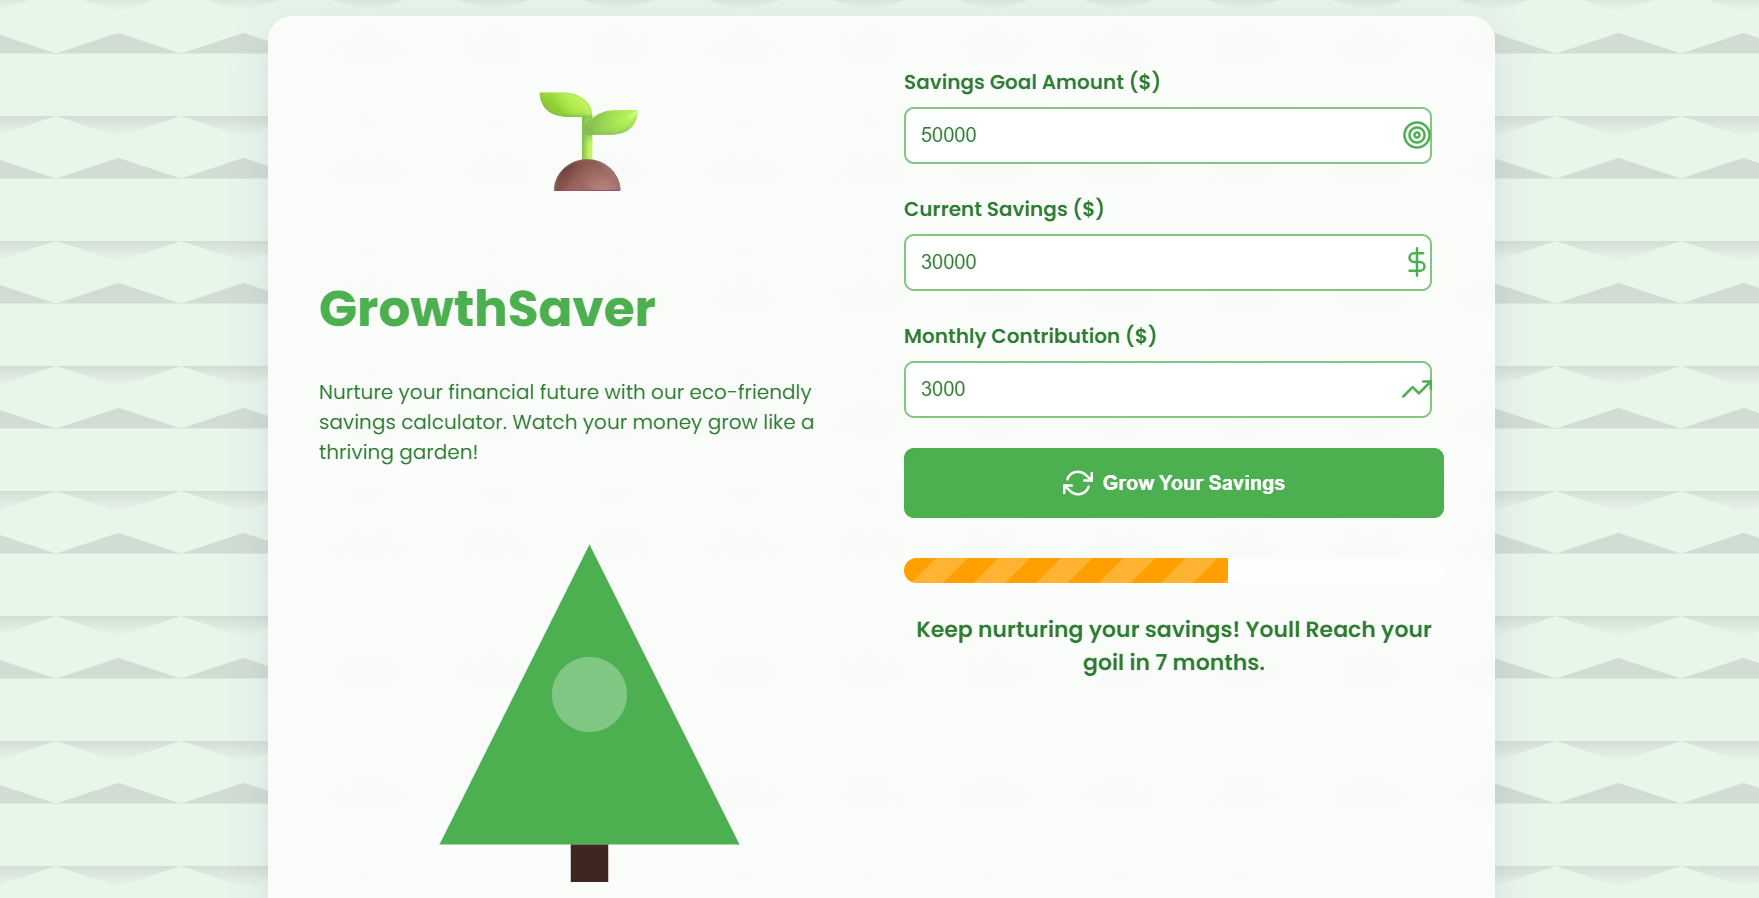 GrowthSaver
Nurture your financial future with our eco-friendly
savings calculator. Watch your money grow like a
thriving garden!
Savings Goal Amount ($)
50000
Current Savings ($)
30000
Monthly Contribution ($)
3000
Grow Your Savings
Keep nurturing your savings! Youll Reach your
goil in 7 months.